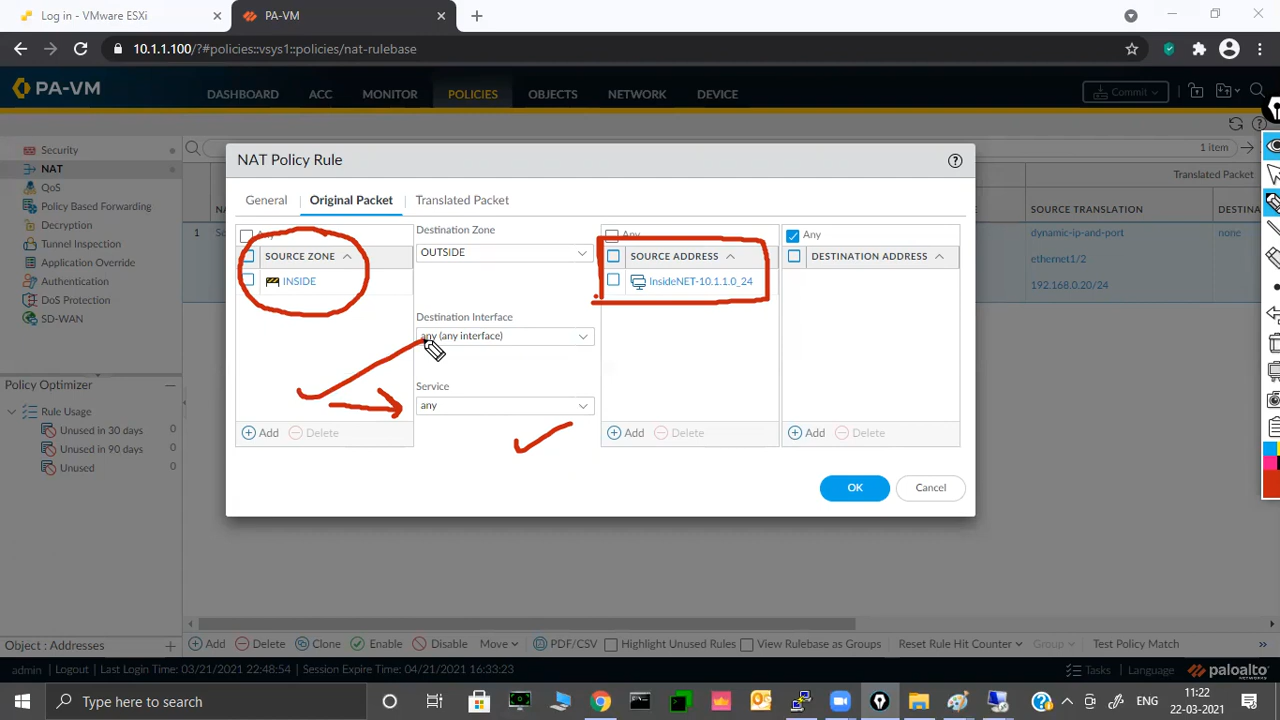 Log in - VMware ESXi
PA-VM
10.1.1.100/?#policies::vsys1::policies/nat-rulebase
PA-VM
DASHBOARD
ACC
MONITOR
POLICIES
OBJECTS
NETWORK
DEVICE
Commit
Security
NAT
QoS
Policy Based Forwarding
Decryption
Tunnel Inspection
Application Override
Authentication
DoS Protection
SD-WAN
1 item
Translated Packet
SOURCE TRANSLATION
DESTINA
1
dynamic-ip-and-port
none
ethernet1/2
192.168.0.20/24
NAT Policy Rule
General
Original Packet
Translated Packet
Any
SOURCE ZONE
INSIDE
Add
Delete
Destination Zone
OUTSIDE
Destination Interface
any (any interface)
Service
any
Any
SOURCE ADDRESS
InsideNET-10.1.1.0_24
Add
Delete
Any
DESTINATION ADDRESS
Add
Delete
OK
Cancel
Policy Optimizer
Rule Usage
Unused in 30 days 0
Unused in 90 days 0
Unused 0
Object : Addresses
Add
Delete
Clone
Enable
Disable
Move
PDF/CSV
Highlight Unused Rules
View Rulebase as Groups
Reset Rule Hit Counter
Group
Test Policy Match
admin | Logout | Last Login Time: 03/21/2021 22:48:54 | Session Expire Time: 04/21/2021 16:33:23
Tasks | Language
paloalto
NETWORKS
Type here to search
ENG
11:22
22-03-2021